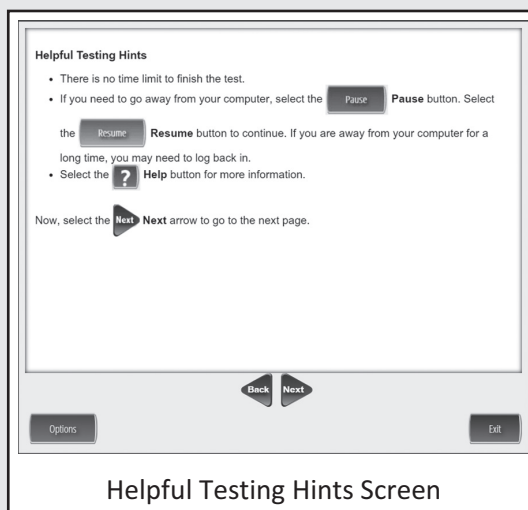 Helpful Testing Hints
• There is no time limit to finish the test.
• If you need to go away from your computer, select the Pause Pause button. Select
the Resume Resume button to continue. If you are away from your computer for a
long time, you may need to log back in.
• Select the ? Help button for more information.
Now, select the Next Next arrow to go to the next page.
Back Next
Options Exit
Helpful Testing Hints Screen